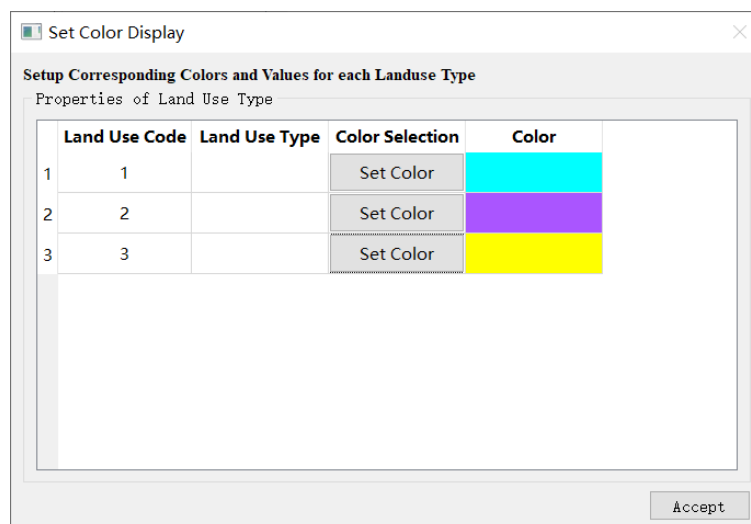 Set Color Display
Setup Corresponding Colors and Values for each Landuse Type
Properties of Land Use Type
Land Use Code Land Use Type Color Selection Color
1 1 Set Color
2 2 Set Color
3 3 Set Color
Accept